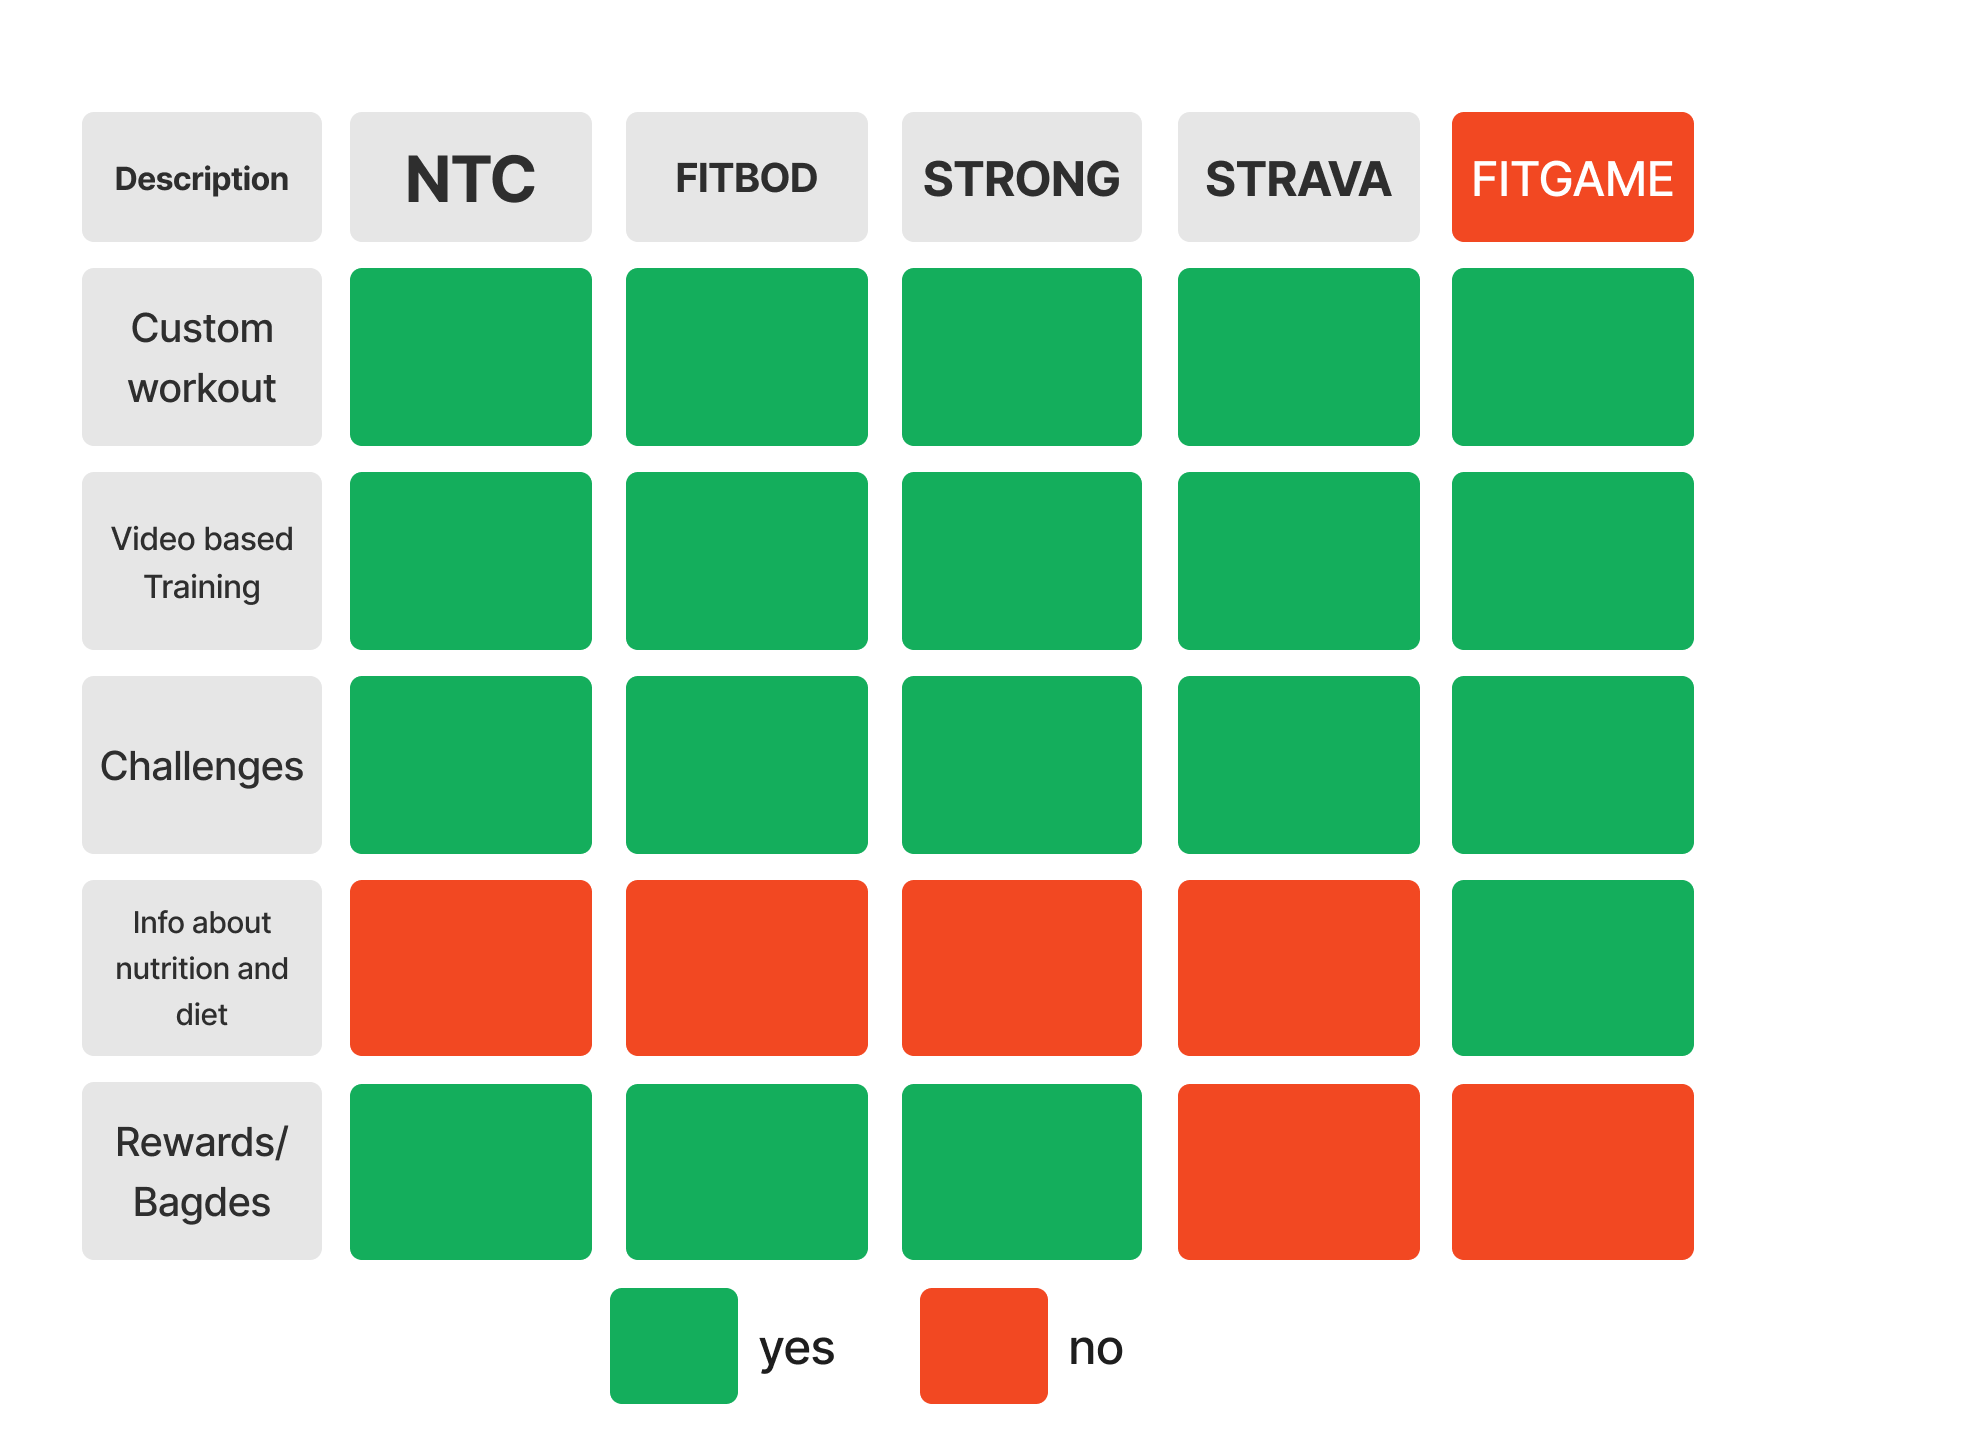 Description
NTC
FITBOD
STRONG
STRAVA
FITGAME
Custom
workout
Video based
Training
Challenges
Info about
nutrition and
diet
Rewards/
Bagdes
yes
no